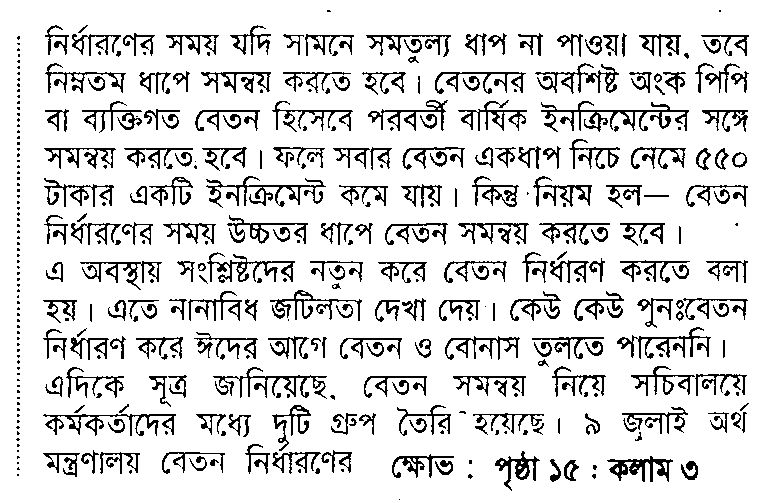 নির্ধারণের সময় যদি সামনে সমতুল্য ধাপ না পাওয়া যায়, তবে
নিম্নতম ধাপে সমন্বয় করতে হবে। বেতনের অবশিষ্ট অংক পিপি
বা ব্যক্তিগত বেতন হিসেবে পরবর্তী বার্ষিক ইনক্রিমেন্টের সঙ্গে
সমন্বয় করতে হবে। ফলে সবার বেতন একধাপ নিচে নেমে ৫৫০
টাকার একটি ইনক্রিমেন্ট কমে যায়। কিন্তু নিয়ম হল— বেতন
নির্ধারণের সময় উচ্চতর ধাপে বেতন সমন্বয় করতে হবে।
এ অবস্থায় সংশ্লিষ্টদের নতুন করে বেতন নির্ধারণ করতে বলা
হয়। এতে নানাবিধ জটিলতা দেখা দেয়। কেউ কেউ পুনঃবেতন
নির্ধারণ করে ঈদের আগে বেতন ও বোনাস তুলতে পারেননি।
এদিকে সূত্র জানিয়েছে, বেতন সমন্বয় নিয়ে সচিবালয়ে
কর্মকর্তাদের মধ্যে দুটি গ্রুপ তৈরি হয়েছে। ৯ জুলাই অর্থ
মন্ত্রণালয় বেতন নির্ধারণের ক্ষোভ : পৃষ্ঠা ১৫ : কলাম ৩